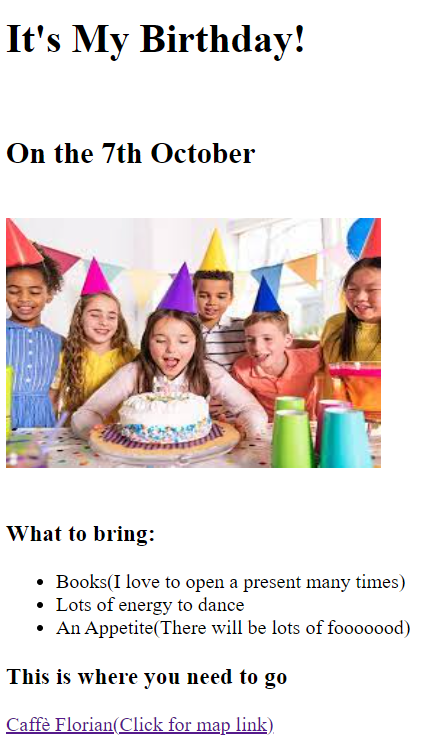 It's My Birthday!
On the 7th October
What to bring:
Books(I love to open a present many times)
Lots of energy to dance
An Appetite(There will be lots of fooooood)
This is where you need to go
Caffè Florian(Click for map link)